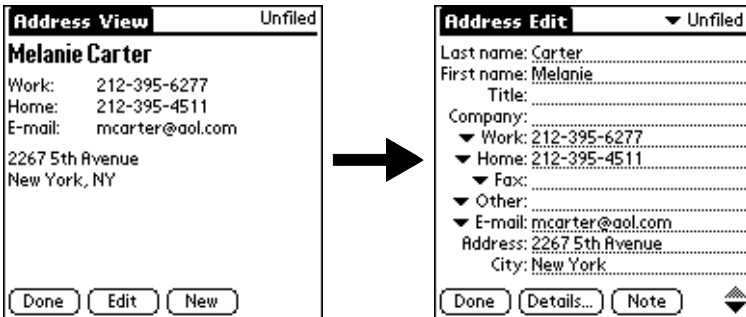 Address View Unfiled
Melanie Carter
Work: 212-395-6277
Home: 212-395-4511
E-mail: mcarter@aol.com
2267 5th Avenue
New York, NY
Done Edit New
Address Edit Unfiled
Last name: Carter
First name: Melanie
Title:
Company:
Work: 212-395-6277
Home: 212-395-4511
Fax:
Other:
E-mail: mcarter@aol.com
Address: 2267 5th Avenue
City: New York
Done Details... Note